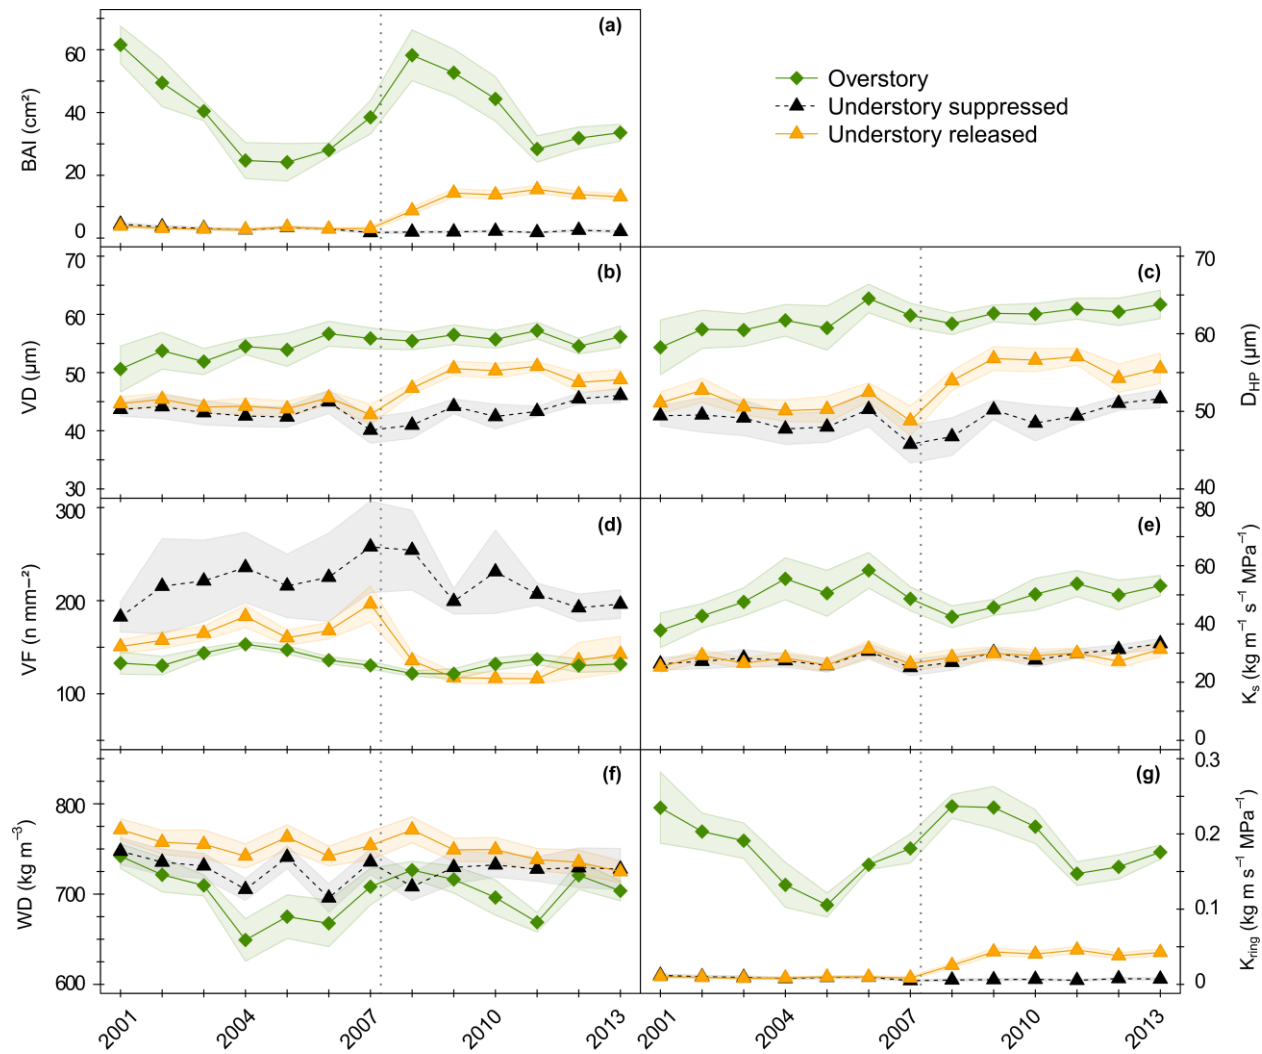 (a)
60
40
20
0
BAI (cm²)
Overstory
Understory suppressed
Understory released
70
60
50
40
30
VD (µm)
(b)
(c)
70
60
50
40
D_HP (µm)
300
200
100
VF (n mm−²)
(d)
(e)
80
60
40
20
0
K_s (kg m⁻¹ s⁻¹ MPa⁻¹)
800
700
600
WD (kg m⁻³)
(f)
(g)
0.3
0.2
0.1
0
K_ring (kg m s⁻¹ MPa⁻¹)
2001 2004 2007 2010 2013 2001 2004 2007 2010 2013